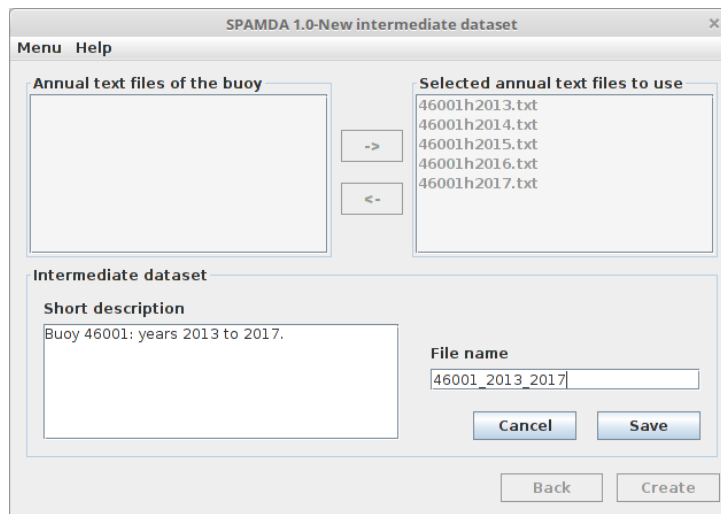 SPAMDA 1.0-New intermediate dataset ×
Menu Help
Annual text files of the buoy
Selected annual text files to use
46001h2013.txt
46001h2014.txt
46001h2015.txt
46001h2016.txt
46001h2017.txt
->
<-
Intermediate dataset
Short description
Buoy 46001: years 2013 to 2017.
File name
46001_2013_2017
Cancel Save
Back Create